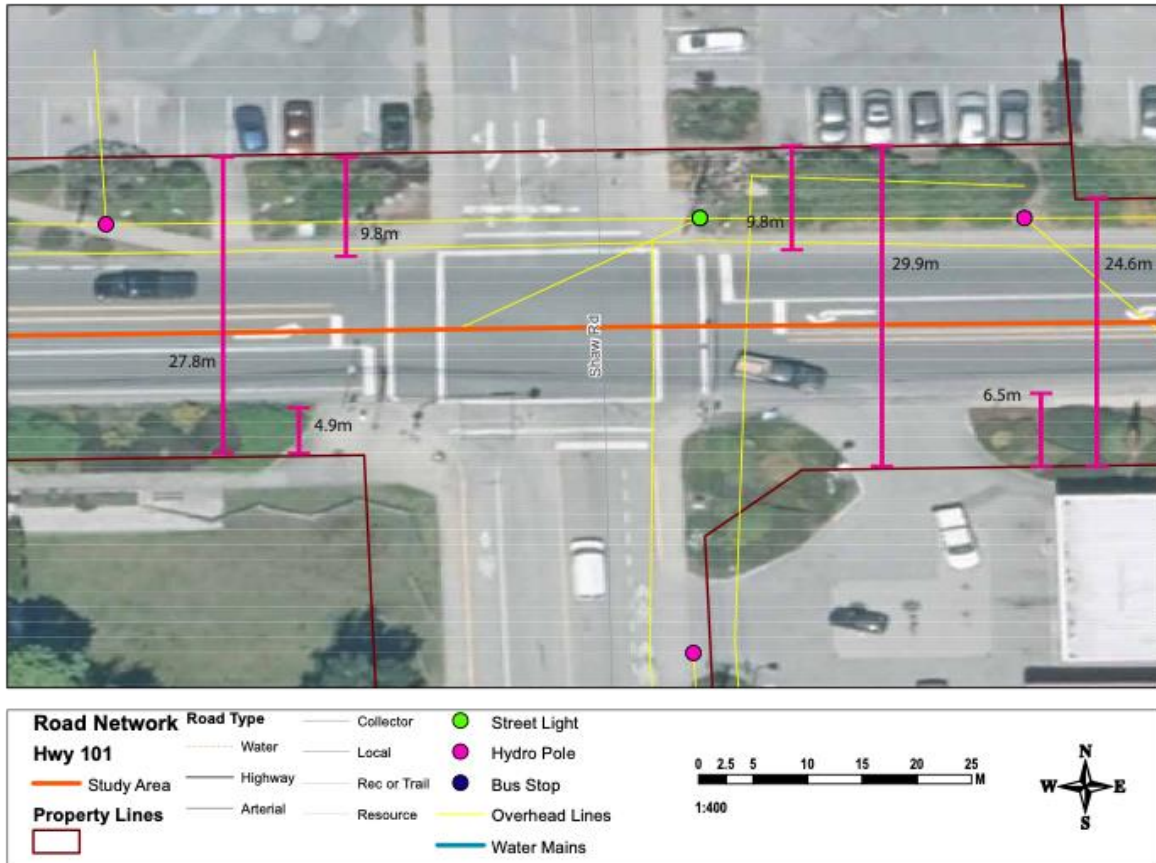 9.8m
9.8m
29.9m
24.6m
Shaw Rd
27.8m
6.5m
4.9m
Road Network
Hwy 101
Study Area
Property Lines
Road Type
Water
Highway
Arterial
Collector
Local
Rec or Trail
Resource
Street Light
Hydro Pole
Bus Stop
Overhead Lines
Water Mains
0 2.5 5 10 15 20 25
M
1:400
N
W E
S